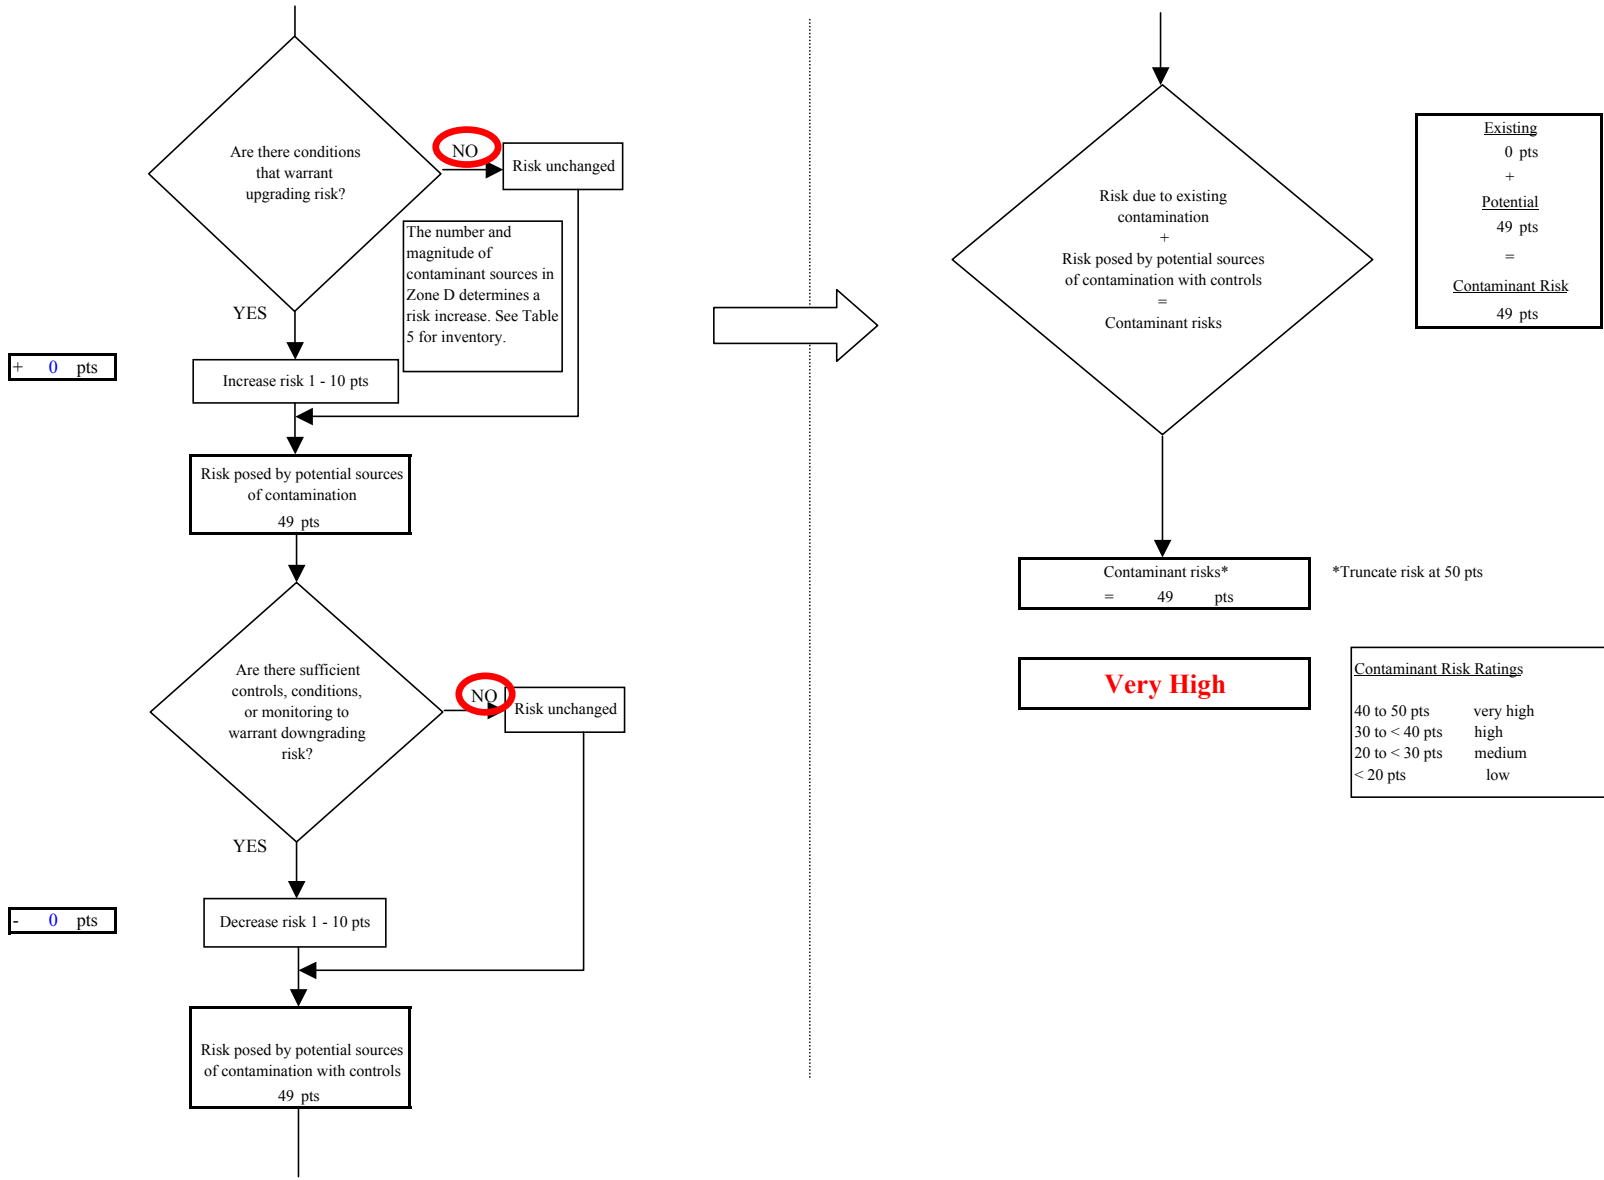 Are there conditions
that warrant
upgrading risk?
NO
Risk unchanged
The number and
magnitude of
contaminant sources in
Zone D determines a
risk increase. See Table
5 for inventory.
YES
+ 0 pts
Increase risk 1 - 10 pts
Risk posed by potential sources
of contamination
49 pts
Are there sufficient
controls, conditions,
or monitoring to
warrant downgrading
risk?
NO
Risk unchanged
YES
- 0 pts
Decrease risk 1 - 10 pts
Risk posed by potential sources
of contamination with controls
49 pts
Risk due to existing
contamination
+
Risk posed by potential sources
of contamination with controls
=
Contaminant risks
Existing
0 pts
+
Potential
49 pts
=
Contaminant Risk
49 pts
Contaminant risks*
= 49 pts
*Truncate risk at 50 pts
Very High
Contaminant Risk Ratings
40 to 50 pts very high
30 to < 40 pts high
20 to < 30 pts medium
< 20 pts low